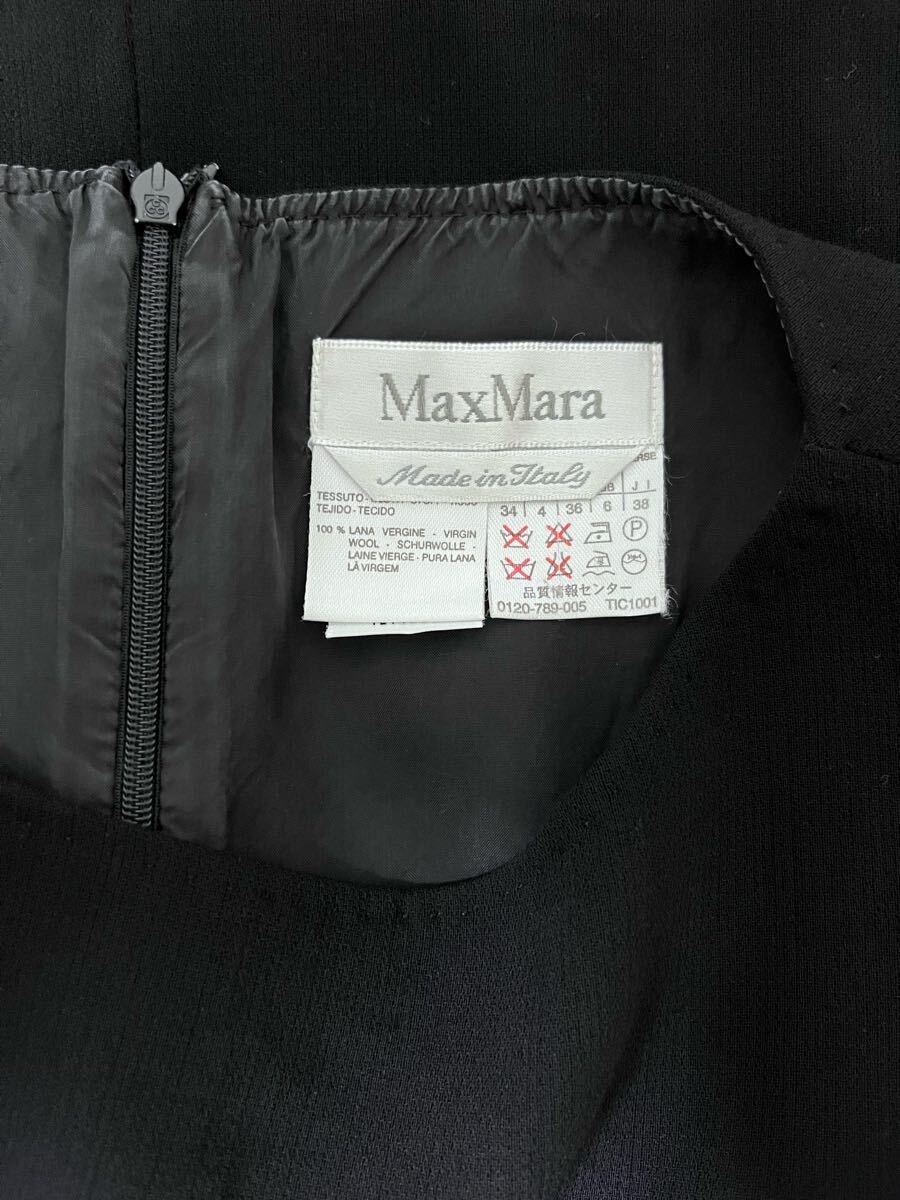 MaxMara
Made in Italy
TESSUTO
TEJIDO - TECIDO
100 % LANA VERGINE - VIRGIN
WOOL - SCHURWOLLE -
LAINE VIERGE - PURA LANA
LÀ VIRGEM
J I
34 4 36 6 38
P
品質情報センター
0120-789-005 TIC1001